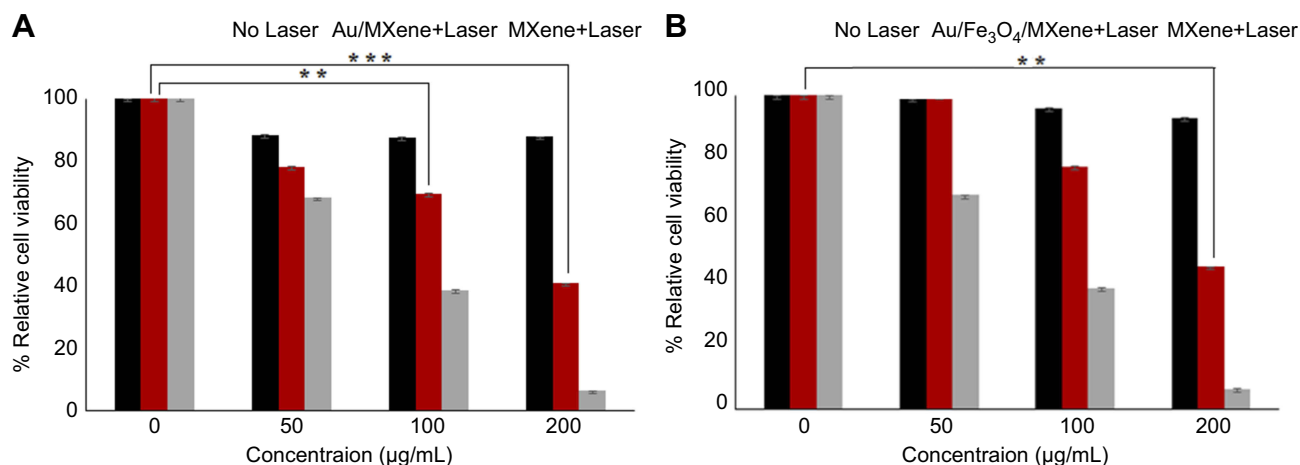 A
No Laser Au/MXene+Laser MXene+Laser
***
**
100
80
60
40
20
0
% Relative cell viability
0 50 100 200
Concentraion (µg/mL)
B
No Laser Au/Fe₃O₄/MXene+Laser MXene+Laser
**
100
80
60
40
20
0
% Relative cell viability
0 50 100 200
Concentraion (µg/mL)